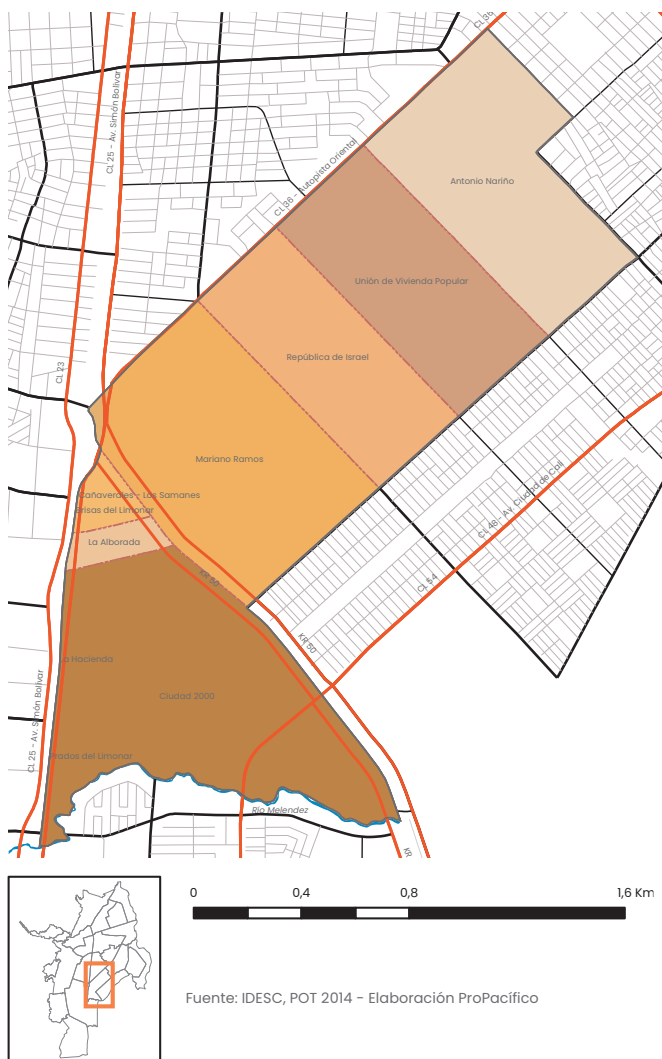 CL 36
CL 25 - Av. Simón Bolívar
CL 36 - Autopista Oriental
Antonio Nariño
Unión de Vivienda Popular
República de Israel
CL 23
Mariano Ramos
Cañaverales - Los Samanes
Brisas del Limonar
La Alborada
CL 48 - Av. Ciudad de Cali
CL 54
KR 50
KR 50
La Hacienda
Ciudad 2000
CL 25 - Av. Simón Bolívar
Prados del Limonar
Río Melendez
KR
0 0,4 0,8 1,6 Km
Fuente: IDESC, POT 2014 - Elaboración ProPacífico